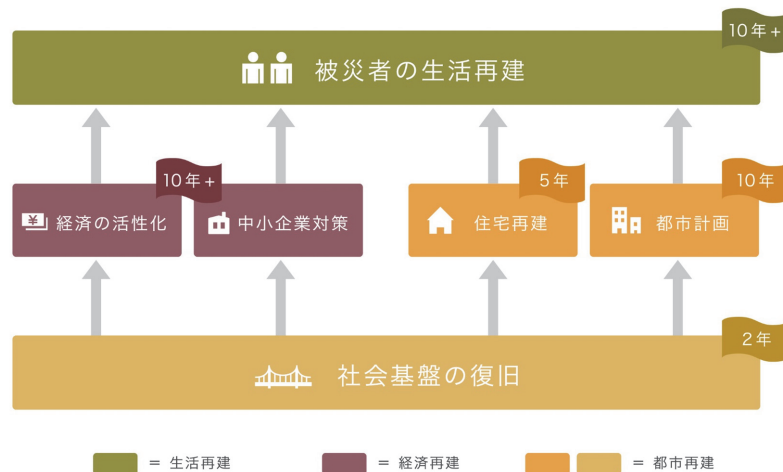 10年+
被災者の生活再建
10年+
5年
10年
¥ 経済の活性化
中小企業対策
住宅再建
都市計画
2年
社会基盤の復旧
= 生活再建
= 経済再建
= 都市再建